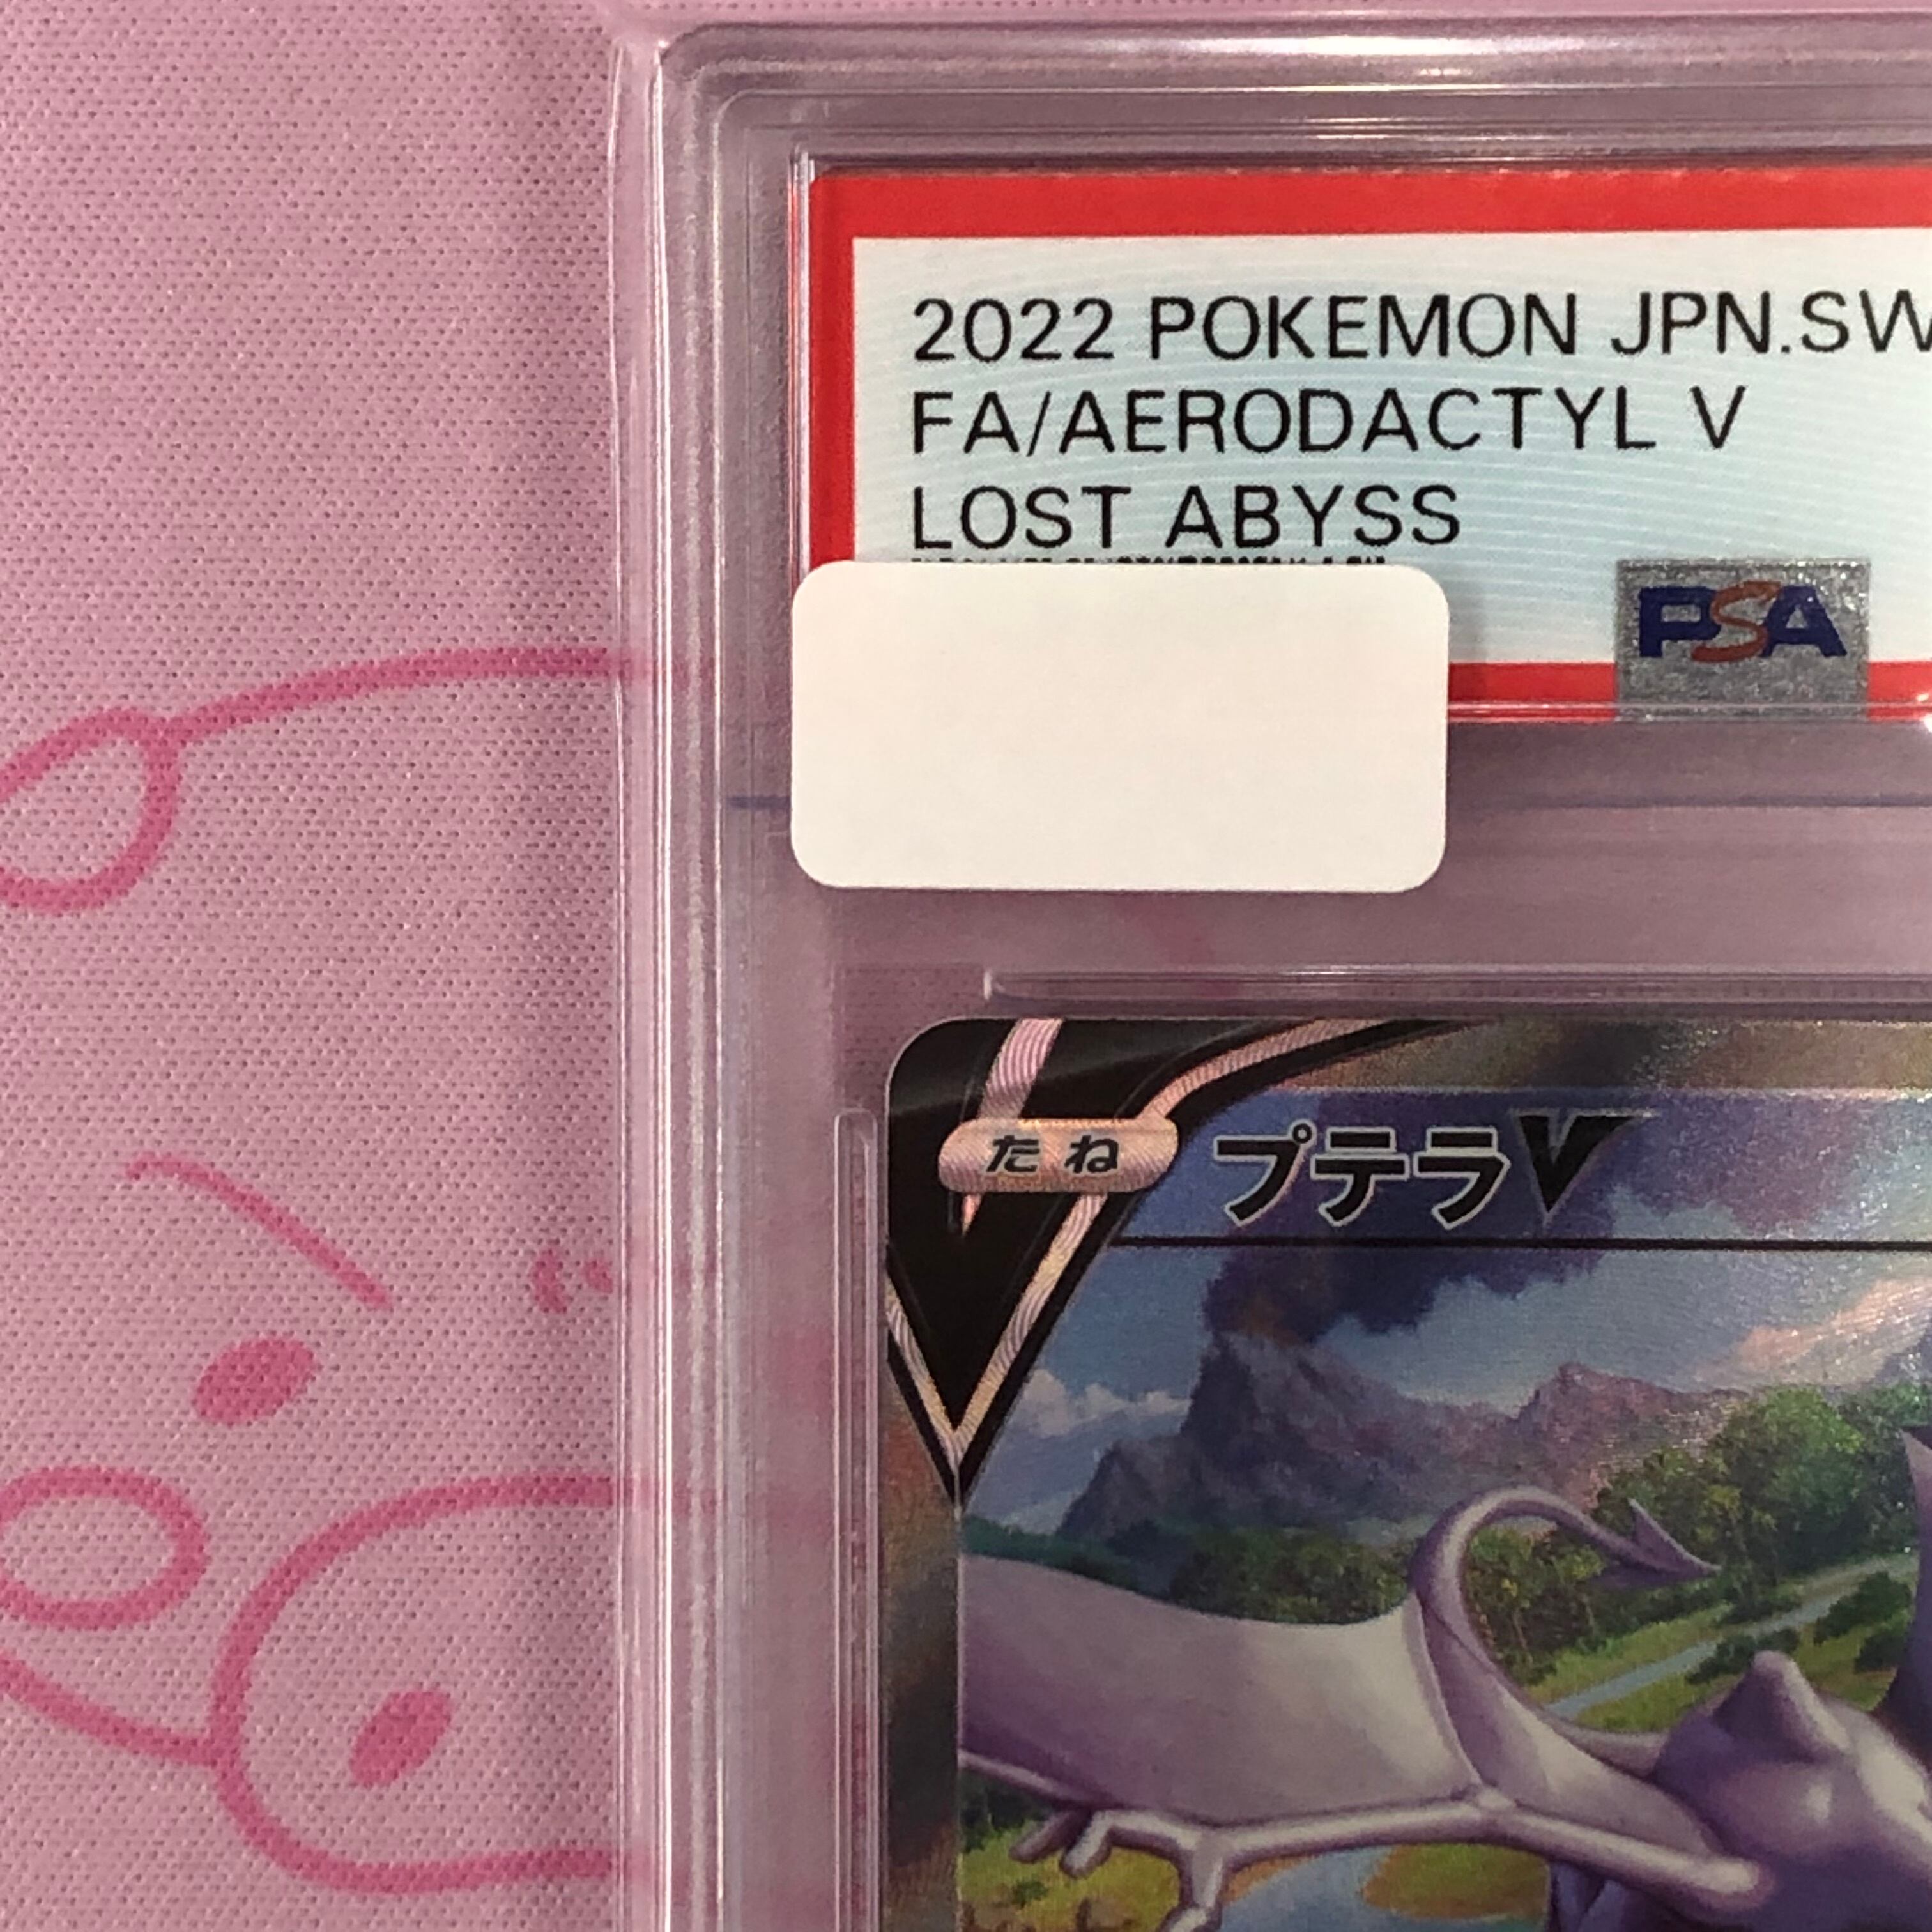 2022 POKEMON JPN.SW
FA/AERODACTYL V
LOST ABYSS
PSA
たね プテラV